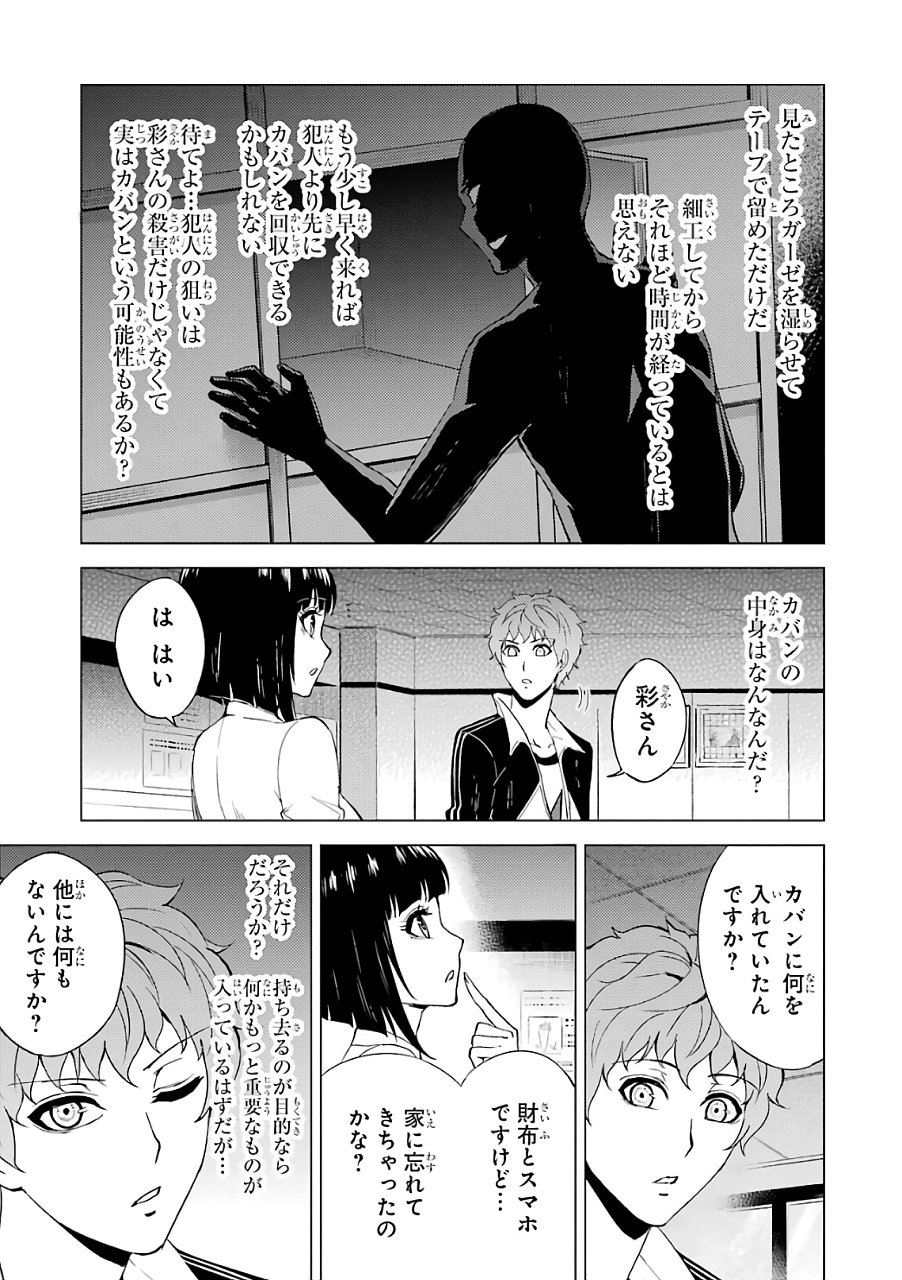 見たところガーゼを湿らせて
テープで留めただけだ
細工してから
それほど時間が経っているとは
思えない
もう少し早く来れば
犯人より先に
カバンを回収できる
かもしれない
待てよ…犯人の狙いは
彩さんの殺害だけじゃなくて
実はカバンという可能性もあるか?
カバンの
中身はなんなんだ?
彩さん
は はい
カバンに何を
入れていたん
ですか?
財布とスマホ
ですけど…
家に忘れて
きちゃったの
かな?
それだけ
だろうか?
持ち去るのが目的なら
何かもっと重要なものが
入っているはずだが…
他には何も
ないんですか?